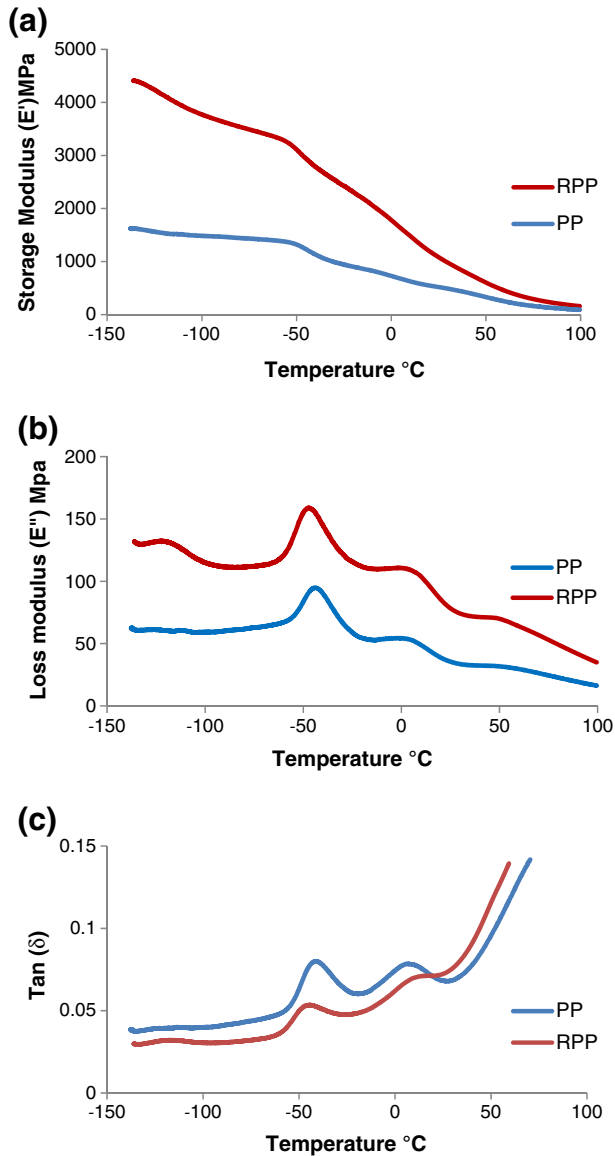 (a)
Storage Modulus (E')MPa
5000
4000
3000
2000
1000
0
-150
-100
-50
0
50
100
Temperature °C
RPP
PP
(b)
Loss modulus (E") Mpa
200
150
100
50
0
-150
-100
-50
0
50
100
Temperature °C
PP
RPP
(c)
Tan (δ)
0.15
0.1
0.05
0
-150
-100
-50
0
50
100
Temperature °C
PP
RPP